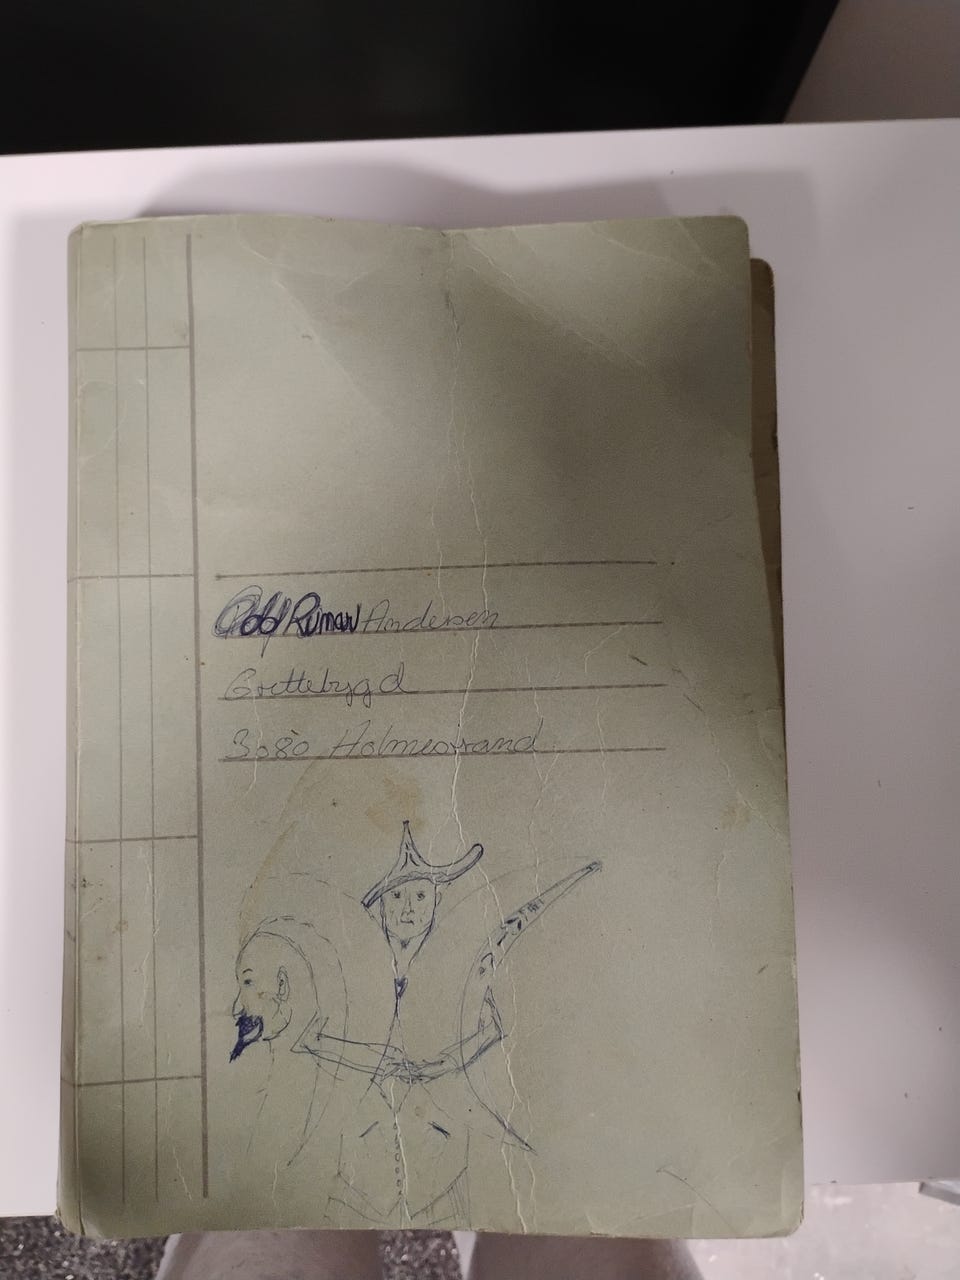 Odd Runar Andersen
Grettebygd
3080 Holmestrand